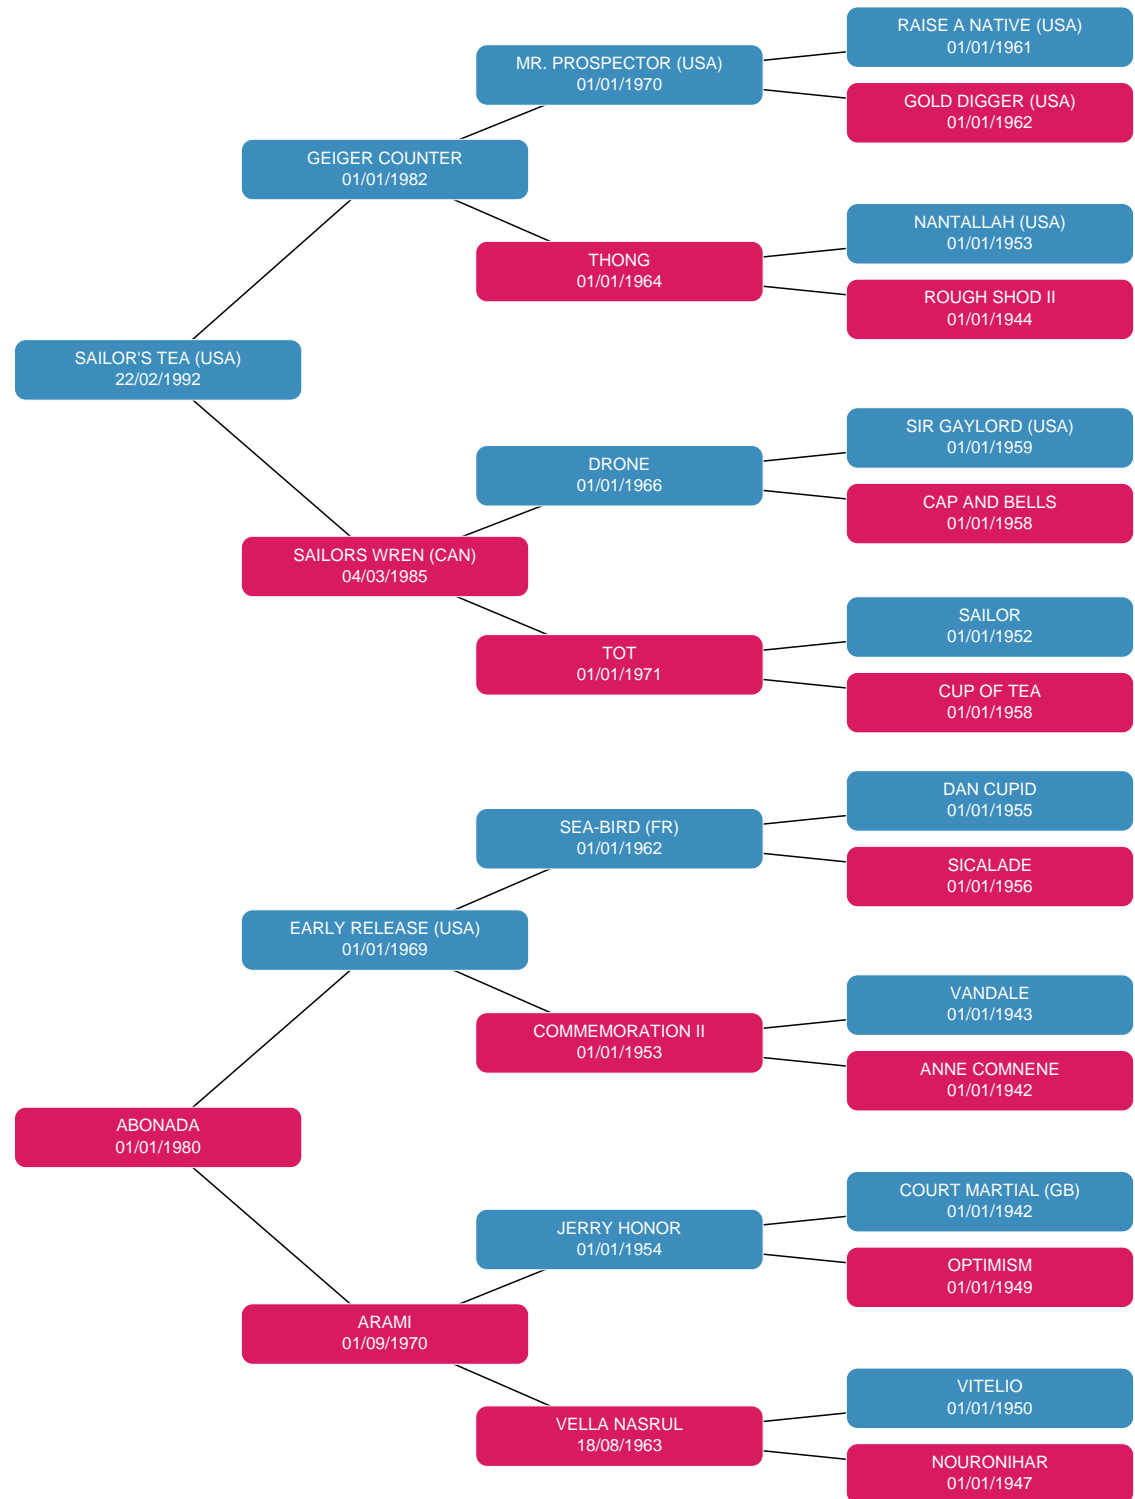 RAISE A NATIVE (USA)
01/01/1961
MR. PROSPECTOR (USA)
01/01/1970
GOLD DIGGER (USA)
01/01/1962
GEIGER COUNTER
01/01/1982
NANTALLAH (USA)
01/01/1953
THONG
01/01/1964
ROUGH SHOD II
01/01/1944
SAILOR'S TEA (USA)
22/02/1992
SIR GAYLORD (USA)
01/01/1959
DRONE
01/01/1966
CAP AND BELLS
01/01/1958
SAILORS WREN (CAN)
04/03/1985
SAILOR
01/01/1952
TOT
01/01/1971
CUP OF TEA
01/01/1958
DAN CUPID
01/01/1955
SEA-BIRD (FR)
01/01/1962
SICALADE
01/01/1956
EARLY RELEASE (USA)
01/01/1969
VANDALE
01/01/1943
COMMEMORATION II
01/01/1953
ANNE COMNENE
01/01/1942
ABONADA
01/01/1980
COURT MARTIAL (GB)
01/01/1942
JERRY HONOR
01/01/1954
OPTIMISM
01/01/1949
ARAMI
01/09/1970
VITELIO
01/01/1950
VELLA NASRUL
18/08/1963
NOURONIHAR
01/01/1947